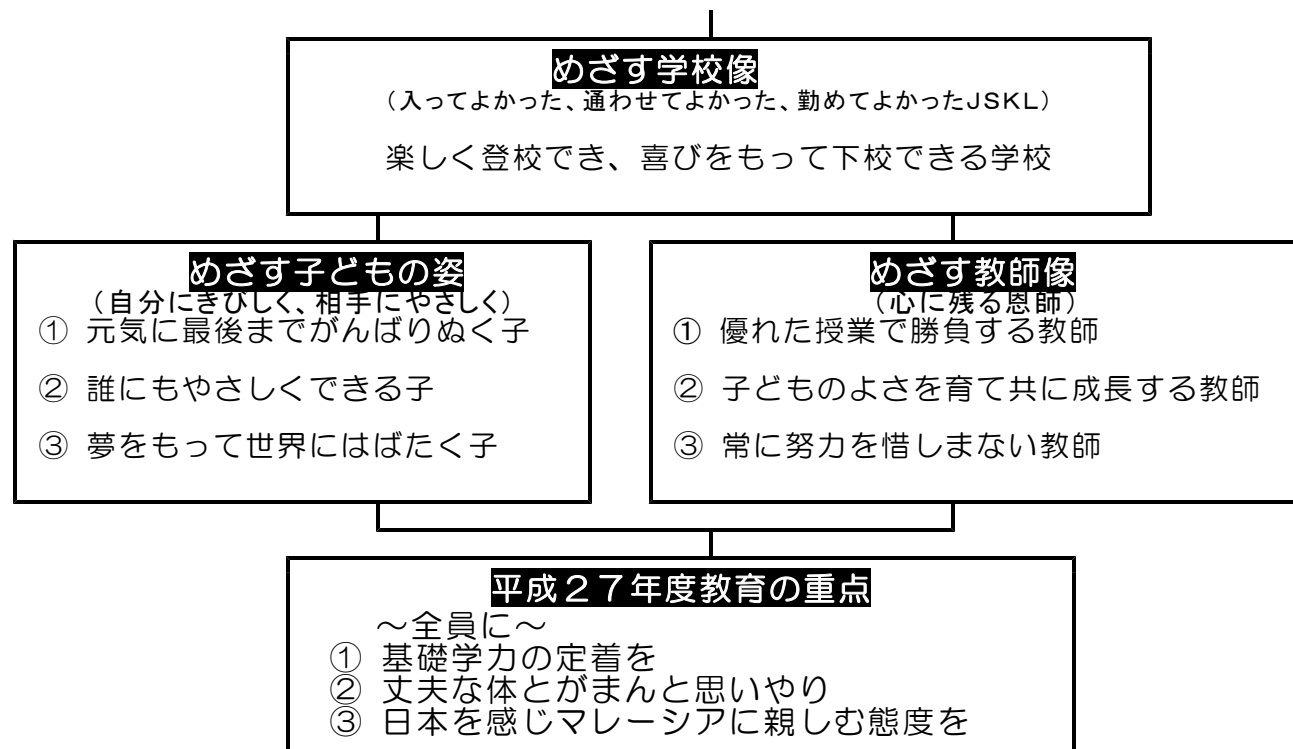 めざす学校像
（入ってよかった、通わせてよかった、勤めてよかったJSKL）
楽しく登校でき、喜びをもって下校できる学校
めざす子どもの姿
（自分にきびしく、相手にやさしく）
① 元気に最後までがんばりぬく子
② 誰にもやさしくできる子
③ 夢をもって世界にはばたく子
めざす教師像
（心に残る恩師）
① 優れた授業で勝負する教師
② 子どものよさを育て共に成長する教師
③ 常に努力を惜しまない教師
平成２７年度教育の重点
～全員に～
① 基礎学力の定着を
② 丈夫な体とがまんと思いやり
③ 日本を感じマレーシアに親しむ態度を